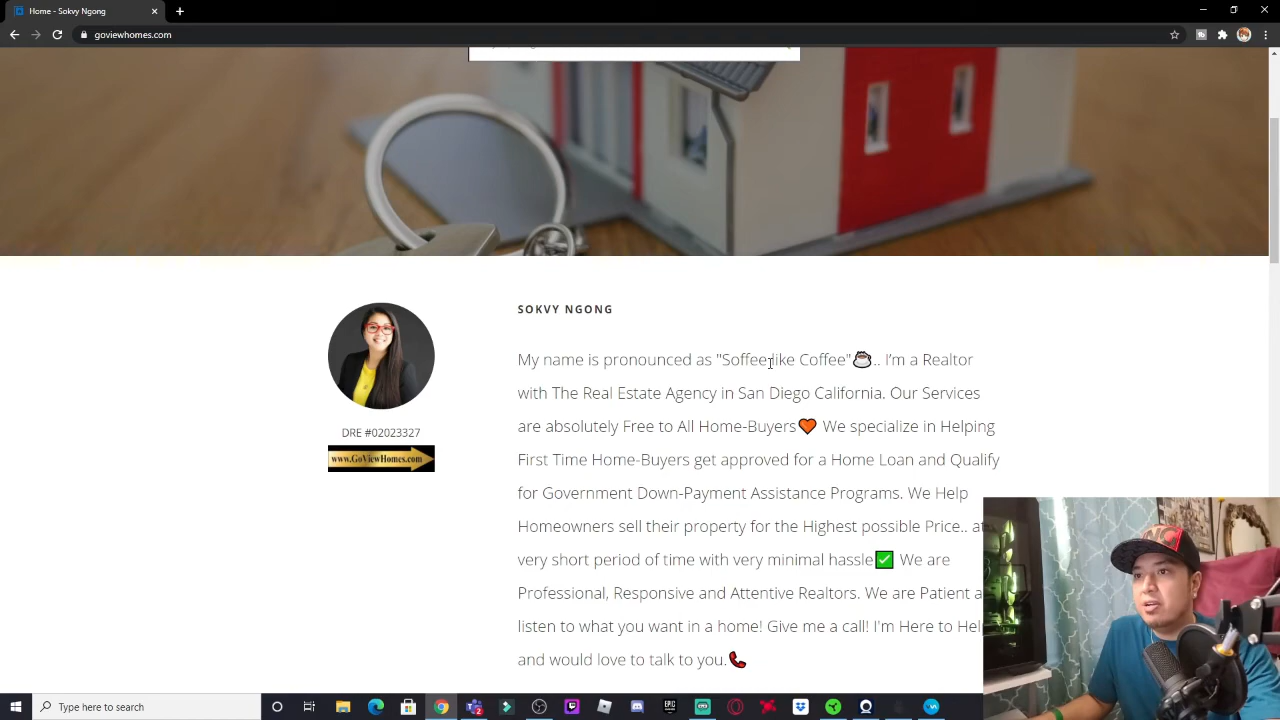 Home - Sokvy Ngong
goviewhomes.com
SOKVY NGONG
My name is pronounced as "Soffee like Coffee" .. I'm a Realtor
with The Real Estate Agency in San Diego California. Our Services
are absolutely Free to All Home-Buyers We specialize in Helping
First Time Home-Buyers get approved for a Home Loan and Qualify
for Government Down-Payment Assistance Programs. We Help
Homeowners sell their property for the Highest possible Price.. at
very short period of time with very minimal hassle We are
Professional, Responsive and Attentive Realtors. We are Patient
listen to what you want in a home! Give me a call! I'm Here to
and would love to talk to you.
DRE #02023327
www.GoViewHomes.com
Type here to search